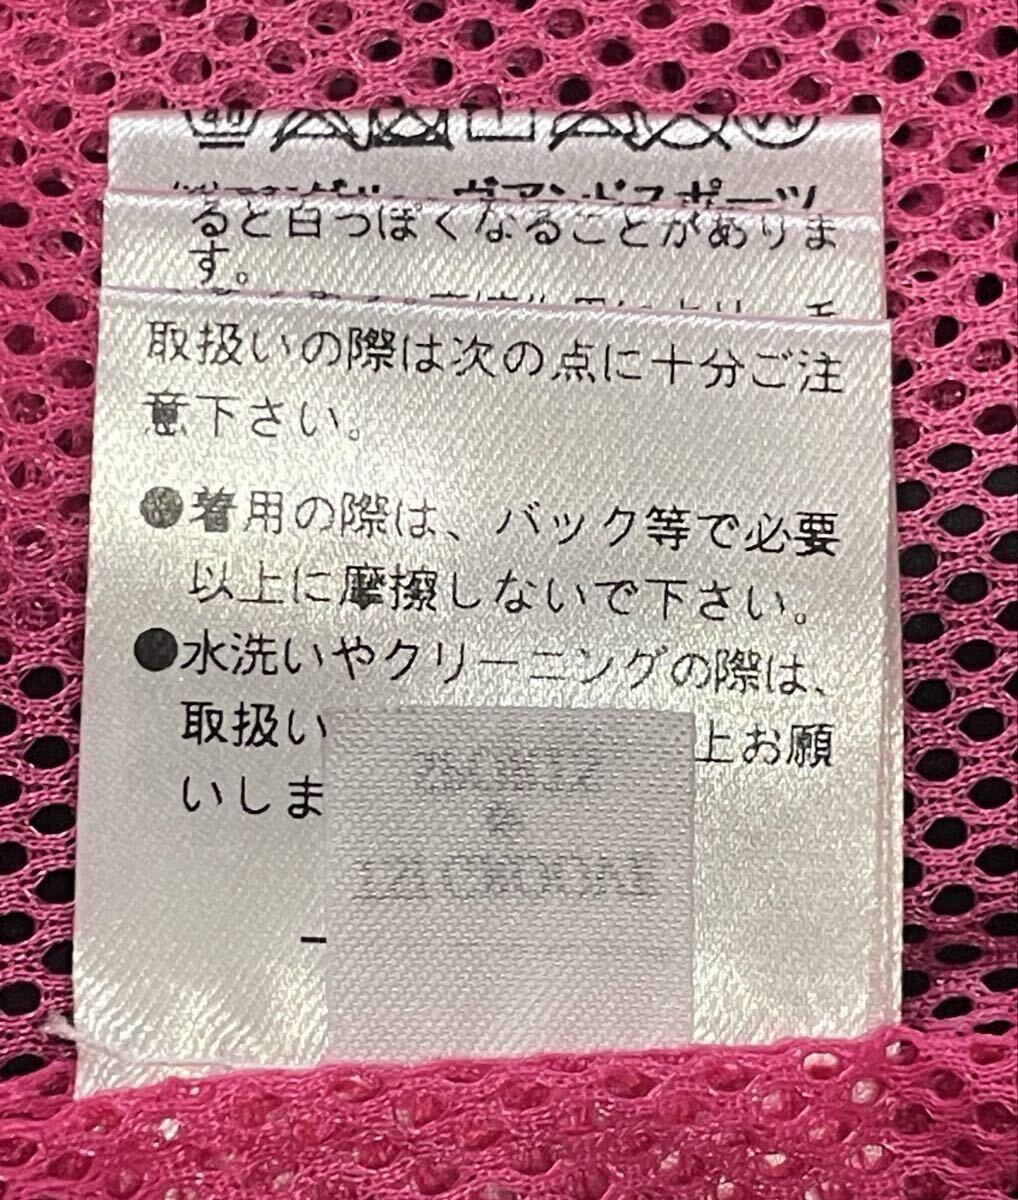 ると白っぽくなることがありま
す。
取扱いの際は次の点に十分ご注
意下さい。
●着用の際は、バック等で必要
以上に摩擦しないで下さい。
●水洗いやクリーニングの際は、
取扱い 上お願
いしま